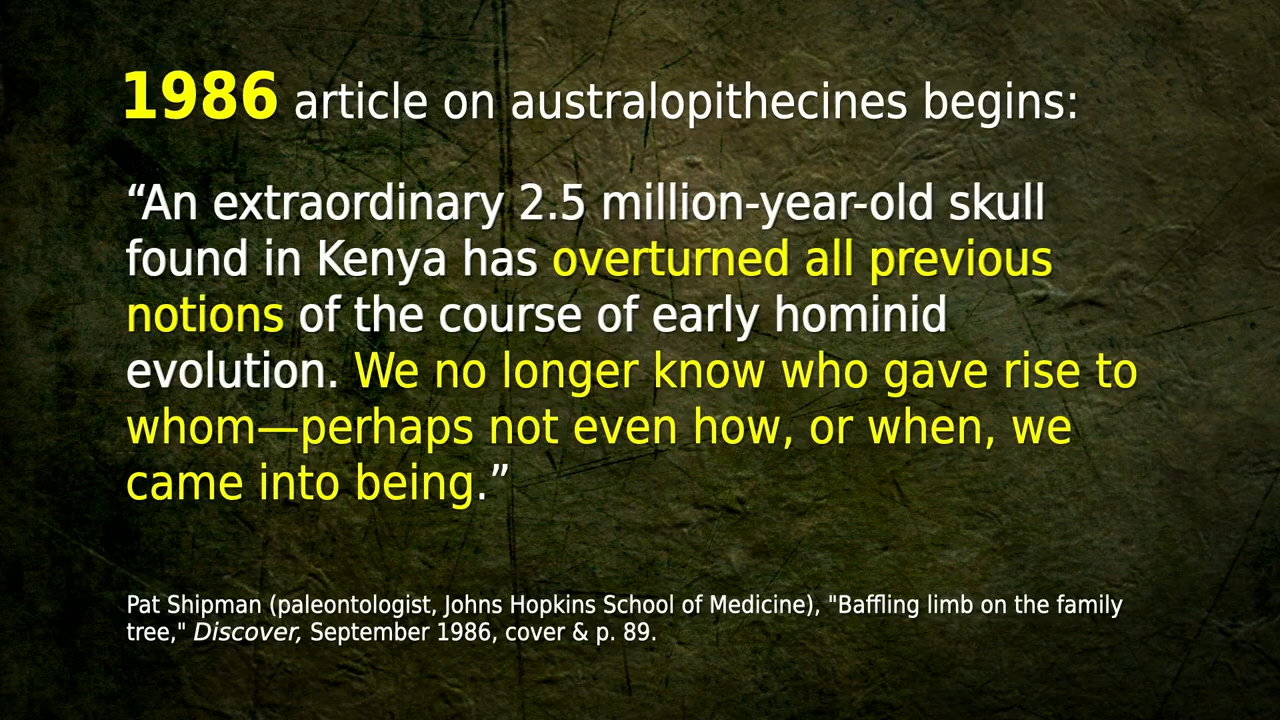 1986 article on australopithecines begins:
“An extraordinary 2.5 million-year-old skull
found in Kenya has overturned all previous
notions of the course of early hominid
evolution. We no longer know who gave rise to
whom—perhaps not even how, or when, we
came into being.”
Pat Shipman (paleontologist, Johns Hopkins School of Medicine), "Baffling limb on the family
tree," Discover, September 1986, cover & p. 89.